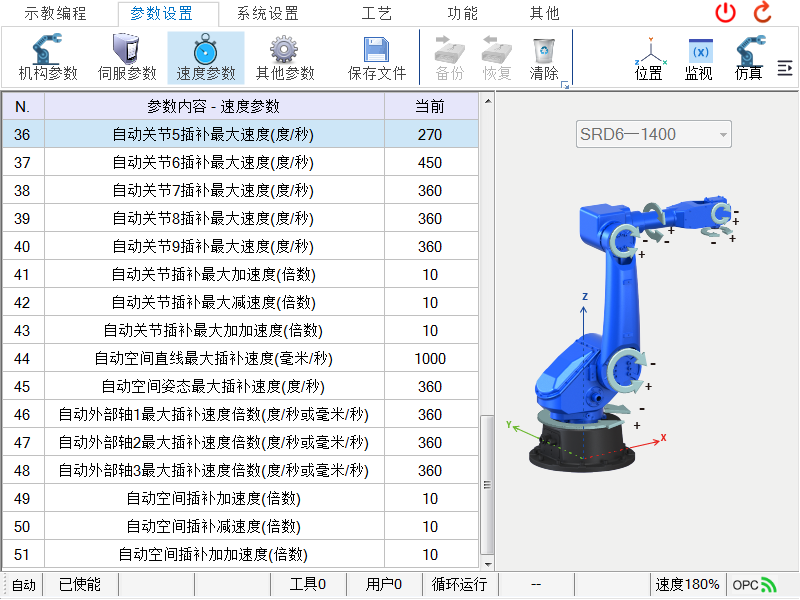 示教编程 参数设置 系统设置 工艺 功能 其他
机构参数 伺服参数 速度参数 其他参数 保存文件 备份 恢复 清除 位置 监视 仿真
Z Y X (x)
N. 参数内容 - 速度参数 当前
36 自动关节5插补最大速度(度/秒) 270
SRD6一1400
37 自动关节6插补最大速度(度/秒) 450
38 自动关节7插补最大速度(度/秒) 360
39 自动关节8插补最大速度(度/秒) 360
40 自动关节9插补最大速度(度/秒) 360
41 自动关节插补最大加速度(倍数) 10
42 自动关节插补最大减速度(倍数) 10
43 自动关节插补最大加加速度(倍数) 10
44 自动空间直线最大插补速度(毫米/秒) 1000
45 自动空间姿态最大插补速度(度/秒) 360
46 自动外部轴1最大插补速度倍数(度/秒或毫米/秒) 360
47 自动外部轴2最大插补速度倍数(度/秒或毫米/秒) 360
48 自动外部轴3最大插补速度倍数(度/秒或毫米/秒) 360
49 自动空间插补加速度(倍数) 10
50 自动空间插补减速度(倍数) 10
51 自动空间插补加加速度(倍数) 10
Z
Y
X
自动 已使能 工具0 用户0 循环运行 -- 速度180% OPC